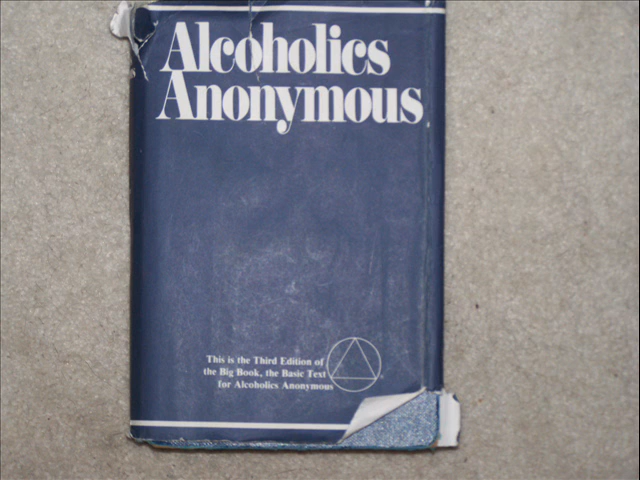 Alcoholics
Anonymous
This is the Third Edition of
the Big Book, the Basic Text
for Alcoholics Anonymous